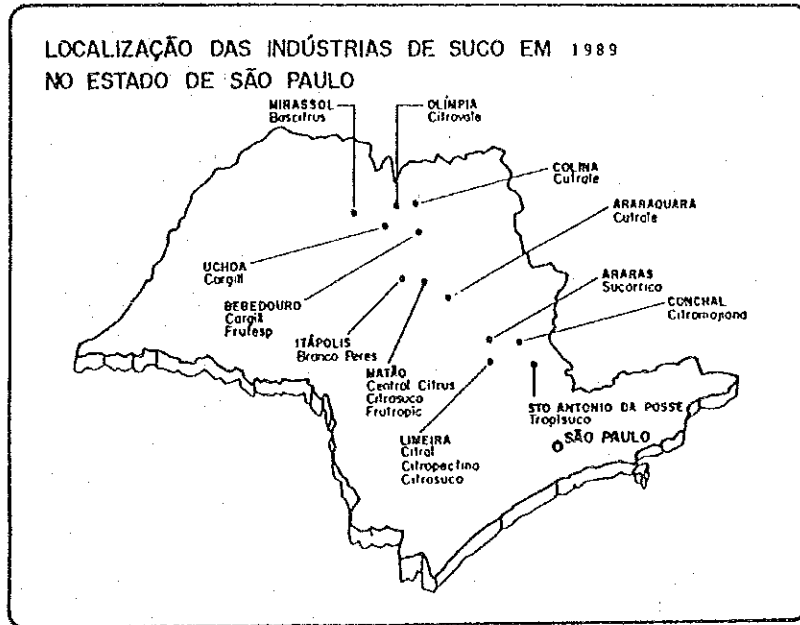 LOCALIZAÇÃO DAS INDÚSTRIAS DE SUCO EM 1989
NO ESTADO DE SÃO PAULO
MIRASSOL
Bascitrus
OLÍMPIA
Citrovale
COLINA
Cutrale
ARARAQUARA
Cutrale
UCHOA
Cargill
ARARAS
Sucorrico
CONCHAL
Citromojiana
BEBEDOURO
Cargill
Frutesp
ITÁPOLIS
Branco Peres
MATÃO
Central Citrus
Citrosuco
Frutropic
STO ANTONIO DA POSSE
Tropisuco
LIMEIRA
Citral
Citropectina
Citrosuco
SÃO PAULO